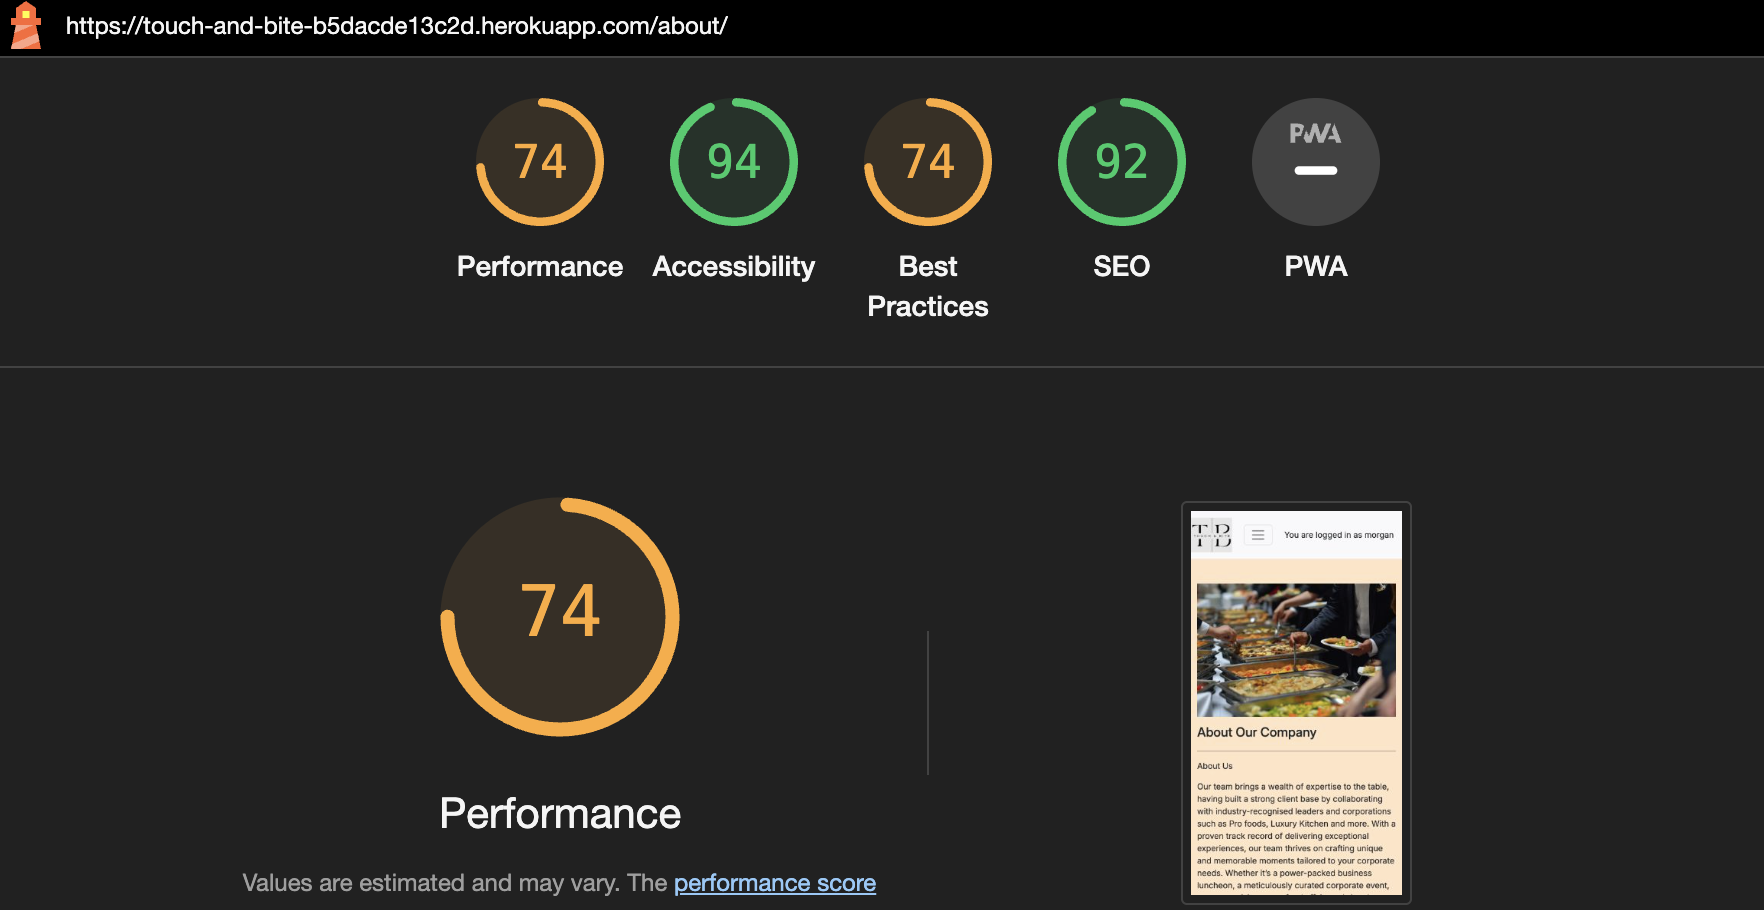 https://touch-and-bite-b5dacde13c2d.herokuapp.com/about/
74
94
74
92
PWA
Performance
Accessibility
Best
Practices
SEO
PWA
74
Performance
Values are estimated and may vary. The performance score
TB
TOUCH & BITE
You are logged in as morgan
About Our Company
About Us
Our team brings a wealth of expertise to the table,
having built a strong client base by collaborating
with industry-recognised leaders and corporations
such as Pro foods, Luxury Kitchen and more. With a
proven track record of delivering exceptional
experiences, our team thrives on crafting unique
and memorable moments tailored to your corporate
needs. Whether it's a power-packed business
luncheon, a meticulously curated corporate event,